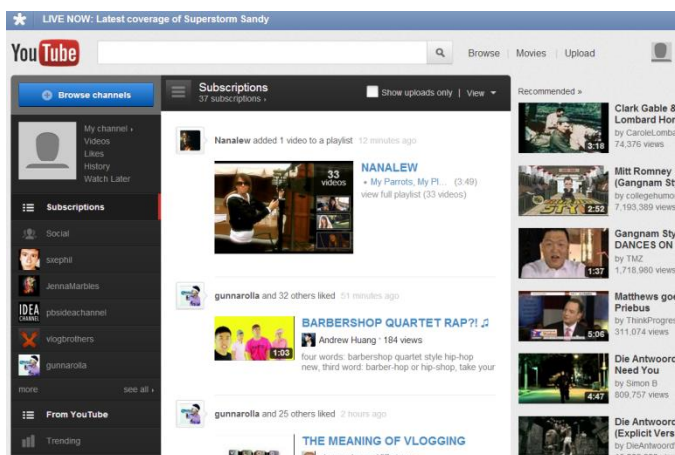 LIVE NOW: Latest coverage of Superstorm Sandy
YouTube
Browse | Movies | Upload
Browse channels
My channel ›
Videos
Likes
History
Watch Later
Subscriptions
Social
sxephil
JennaMarbles
IDEA
CHANNEL
pbsideachannel
vlogbrothers
gunnarolla
more see all ›
From YouTube
Trending
Subscriptions
37 subscriptions ›
Show uploads only | View
Nanalew added 1 video to a playlist 12 minutes ago
33
videos
NANALEW
• My Parrots, My Pl... (3:49)
view full playlist (33 videos)
gunnarolla and 32 others liked 51 minutes ago
1:03
BARBERSHOP QUARTET RAP?! ♫
Andrew Huang · 184 views
four words: barbershop quartet style hip-hop
new, third word: barber-hop or hip-shop, take your
gunnarolla and 25 others liked 2 hours ago
THE MEANING OF VLOGGING
Recommended »
3:18
Clark Gable &
Lombard Hor
by CaroleLomba
74,376 views
2:52
Mitt Romney
(Gangnam St
by collegehumo
7,193,389 views
1:37
Gangnam Sty
DANCES ON
by TMZ
1,718,980 views
5:06
Matthews goe
Priebus
by ThinkProgres
311,074 views
4:47
Die Antwoord
Need You
by Simon B
809,757 views
Die Antwoord
(Explicit Vers
by DieAntwoord